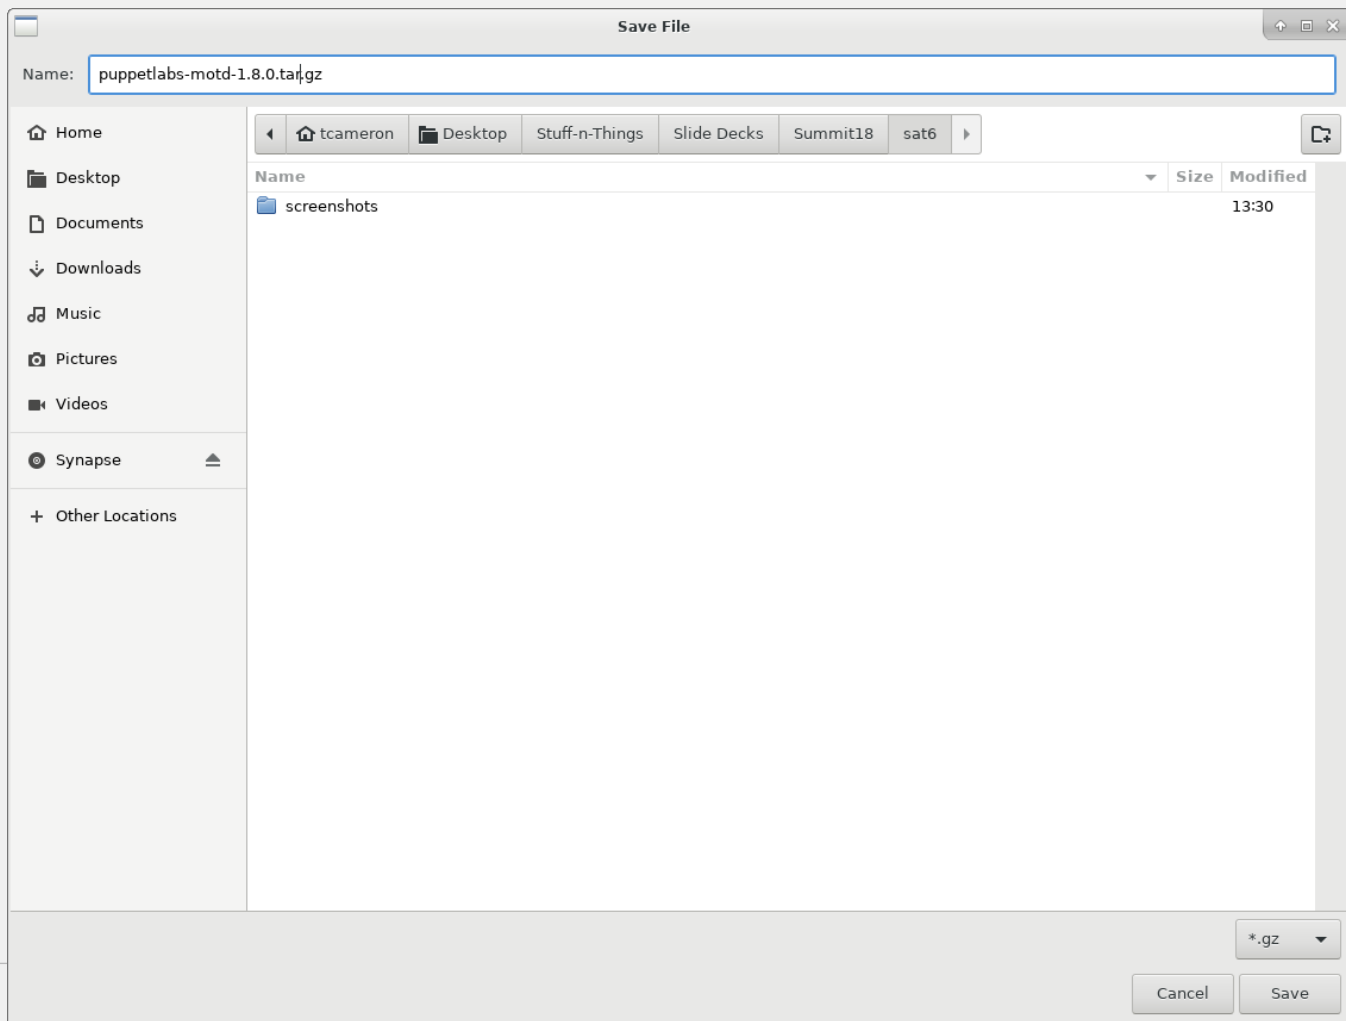 Save File
Name: puppetlabs-motd-1.8.0.tar.gz
Home
Desktop
Documents
Downloads
Music
Pictures
Videos
Synapse
Other Locations
tcameron Desktop Stuff-n-Things Slide Decks Summit18 sat6
Name Size Modified
screenshots 13:30
*.gz
Cancel Save